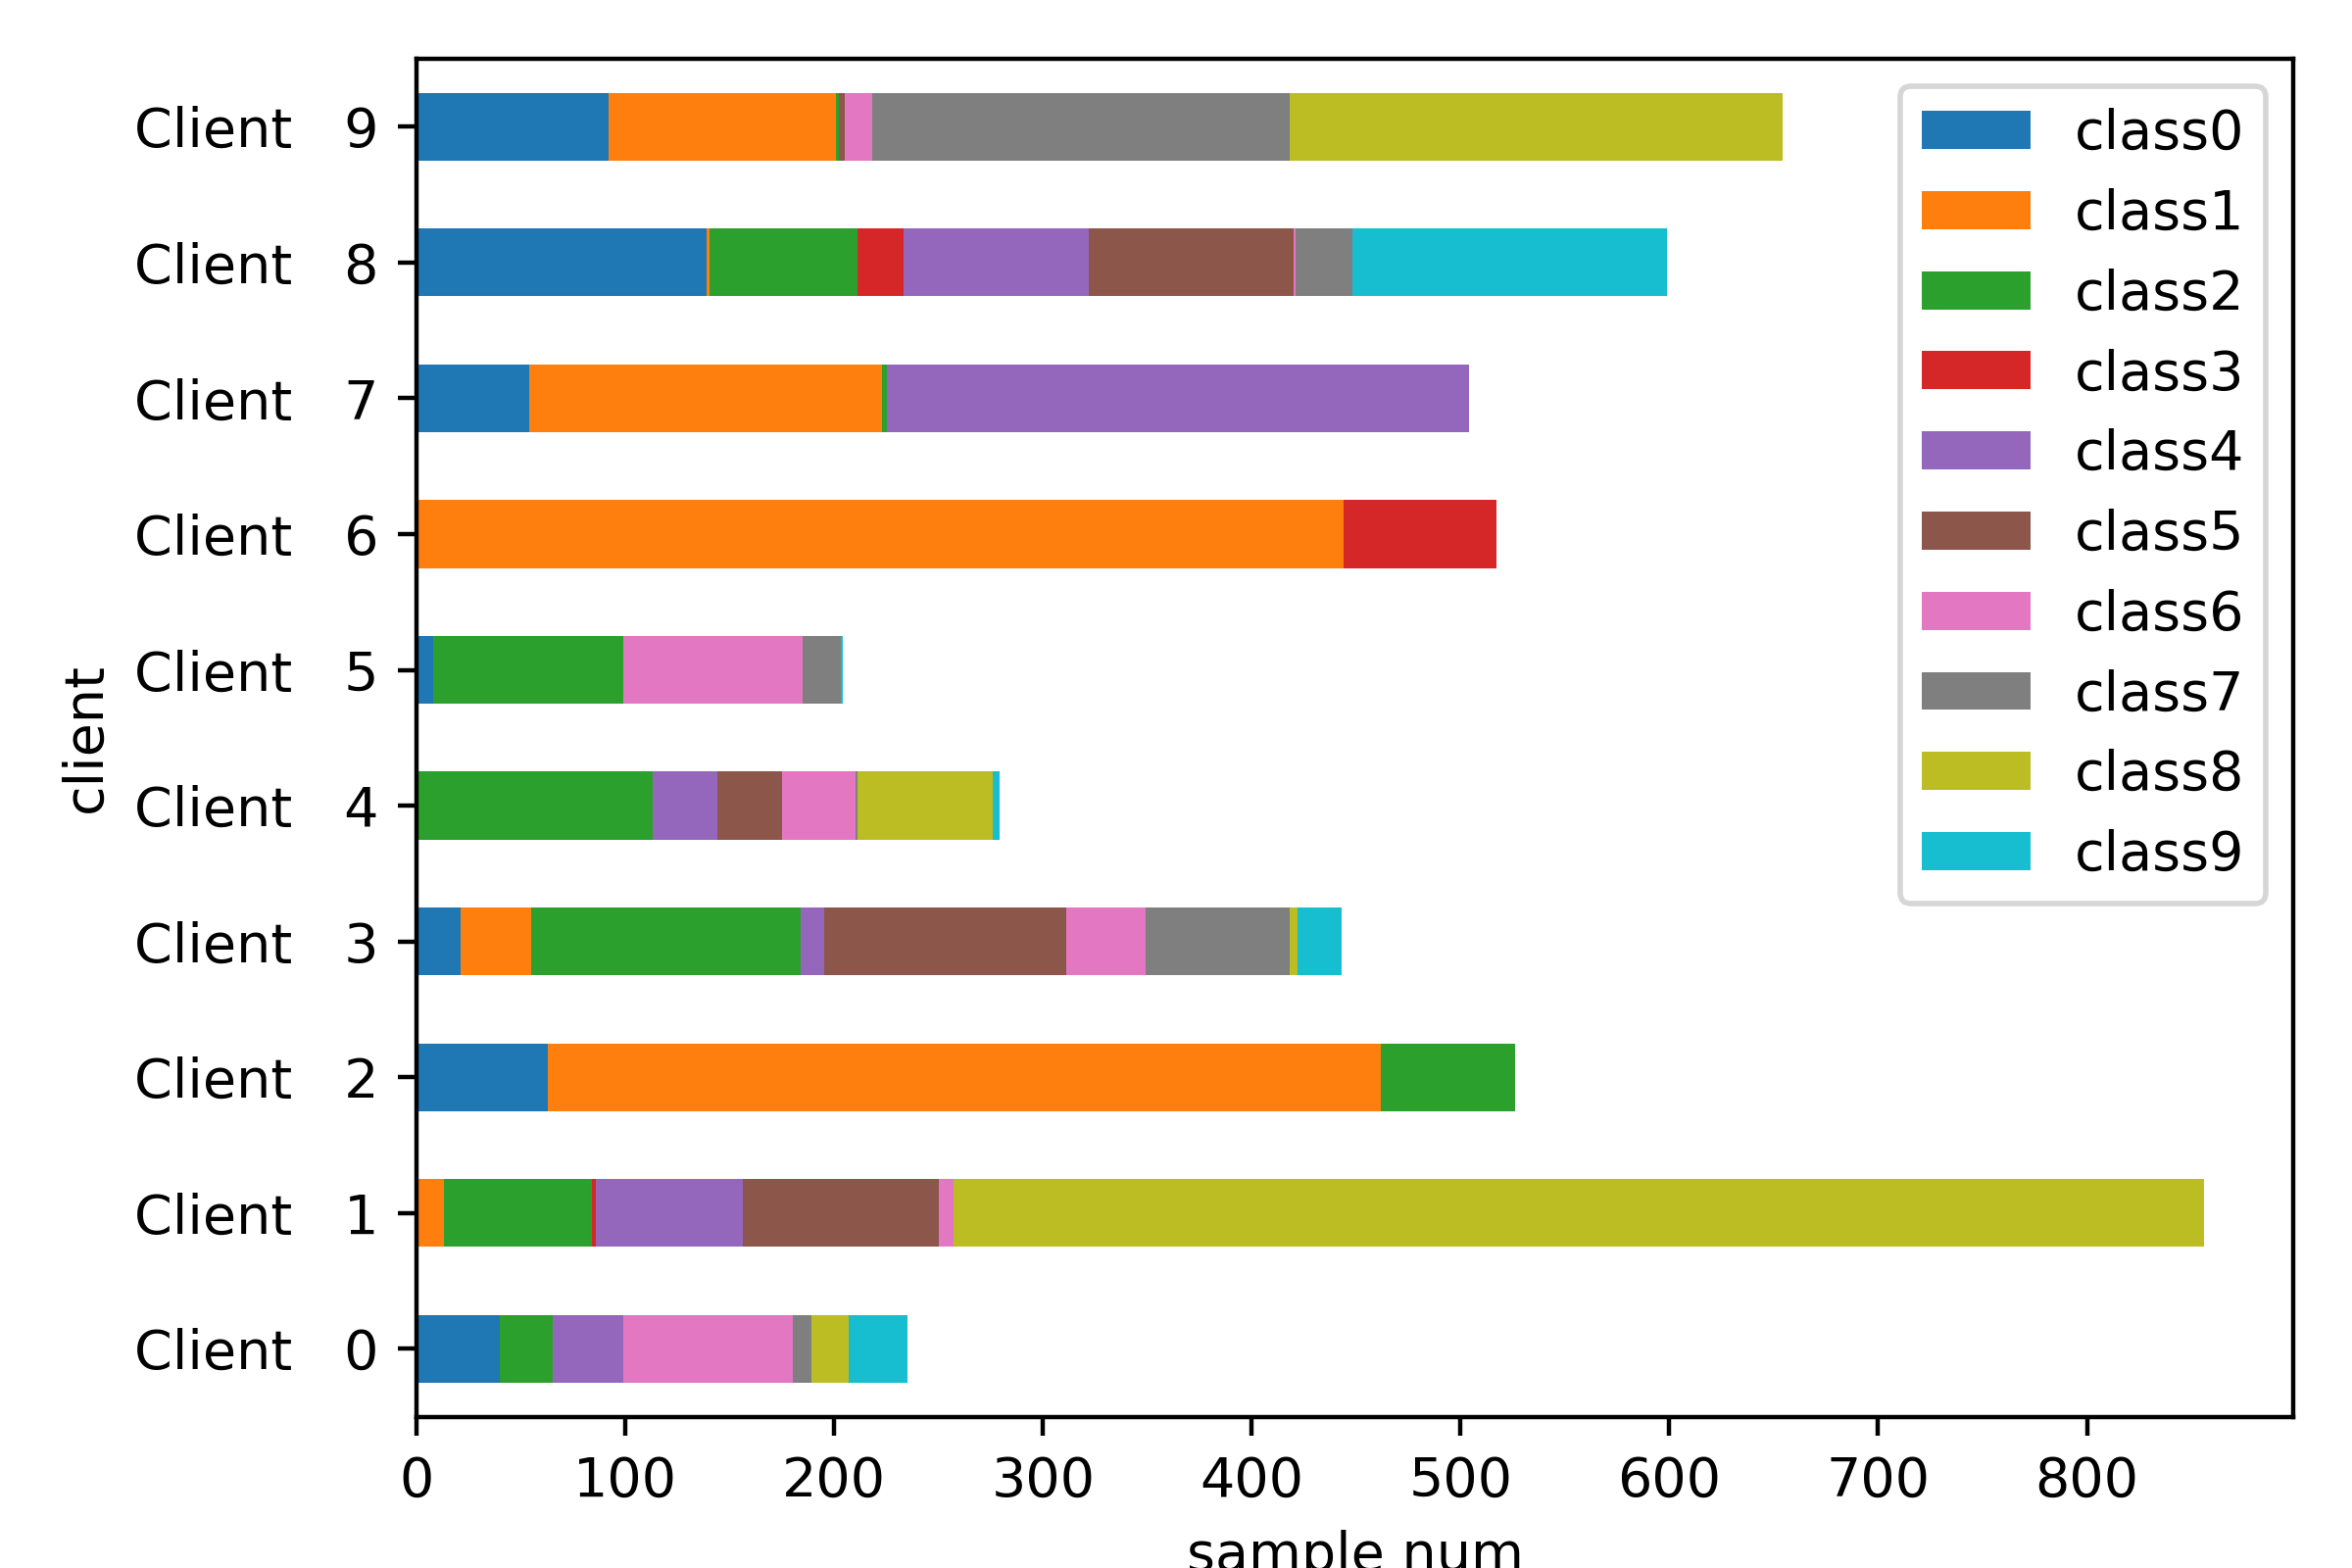 Client 9
Client 8
Client 7
Client 6
Client 5
Client 4
Client 3
Client 2
Client 1
Client 0
client
0 100 200 300 400 500 600 700 800
sample num
class0
class1
class2
class3
class4
class5
class6
class7
class8
class9